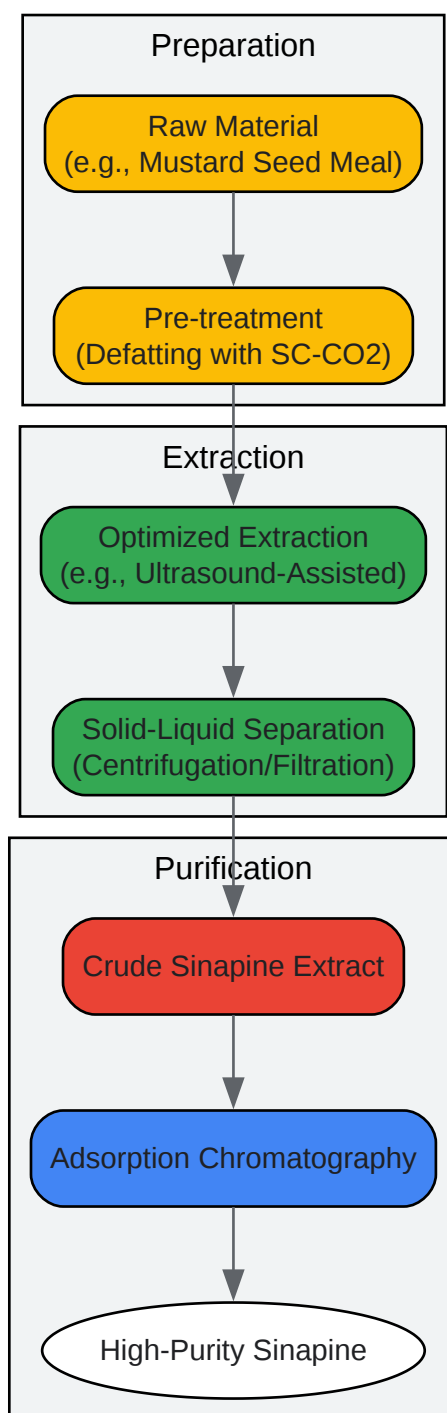 Preparation
Raw Material
(e.g., Mustard Seed Meal)
Pre-treatment
(Defatting with SC-CO2)
Extraction
Optimized Extraction
(e.g., Ultrasound-Assisted)
Solid-Liquid Separation
(Centrifugation/Filtration)
Purification
Crude Sinapine Extract
Adsorption Chromatography
High-Purity Sinapine